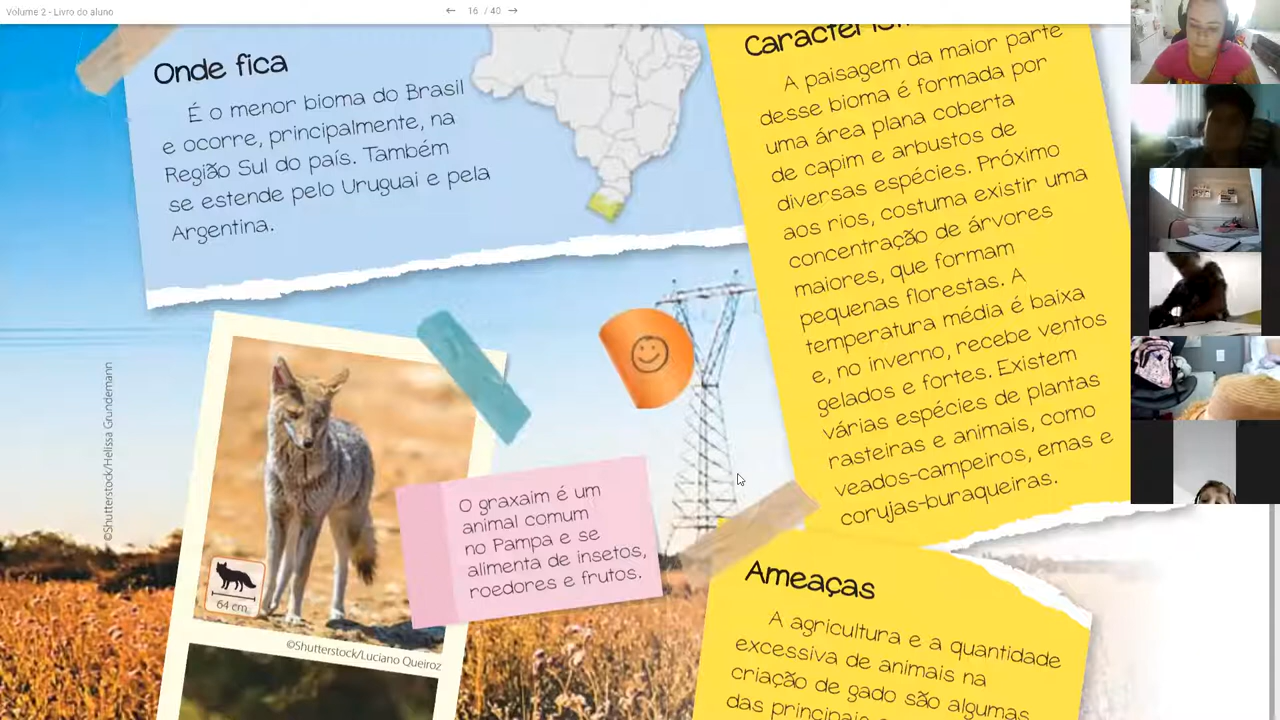 Volume 2 - Livro do aluno
16 / 40
Onde fica
É o menor bioma do Brasil
e ocorre, principalmente, na
Região Sul do país. Também
se estende pelo Uruguai e pela
Argentina.
A paisagem da maior parte
desse bioma é formada por
uma área plana coberta
de capim e arbustos de
diversas espécies. Próximo
aos rios, costuma existir uma
concentração de árvores
maiores, que formam
pequenas florestas. A
temperatura média é baixa
e, no inverno, recebe ventos
gelados e fortes. Existem
várias espécies de plantas
rasteiras e animais, como
veados-campeiros, emas e
corujas-buraqueiras.
©Shutterstock/Helissa Grundemann
64 cm
©Shutterstock/Luciano Queiroz
O graxaim é um
animal comum
no Pampa e se
alimenta de insetos,
roedores e frutos.
Ameaças
A agricultura e a quantidade
excessiva de animais na
criação de gado são algumas
das principais